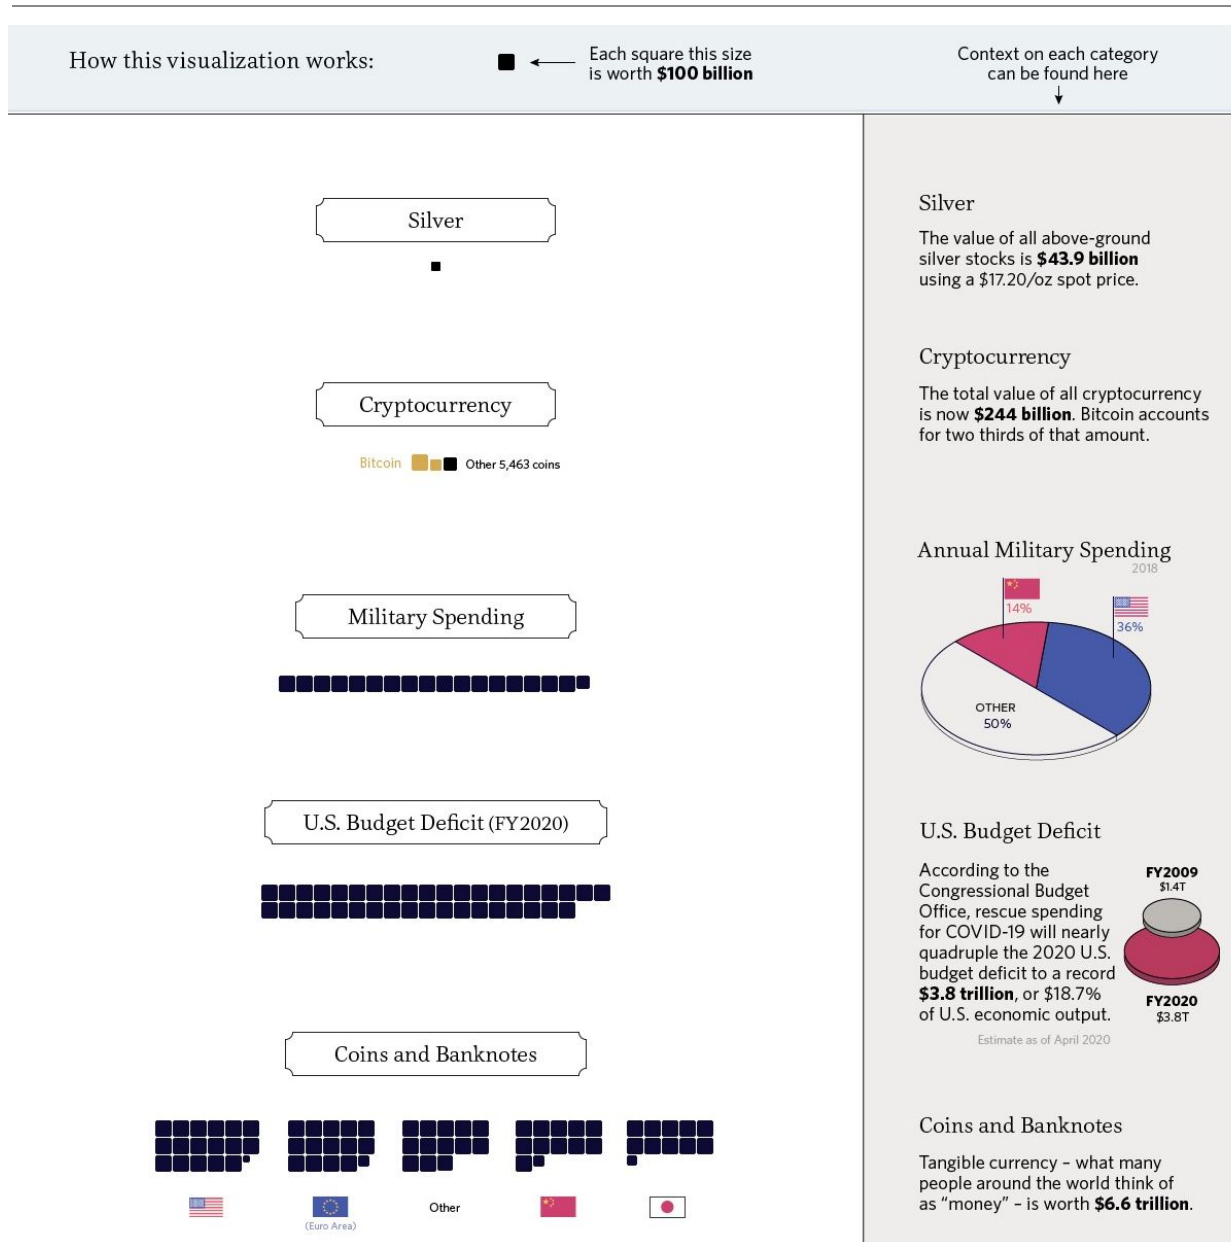 How this visualization works:
Each square this size
is worth $100 billion
Context on each category
can be found here
Silver
Silver
The value of all above-ground
silver stocks is $43.9 billion
using a $17.20/oz spot price.
Cryptocurrency
Bitcoin
Other 5,463 coins
Cryptocurrency
The total value of all cryptocurrency
is now $244 billion. Bitcoin accounts
for two thirds of that amount.
Military Spending
Annual Military Spending
2018
14%
36%
OTHER
50%
U.S. Budget Deficit (FY2020)
U.S. Budget Deficit
According to the
Congressional Budget
Office, rescue spending
for COVID-19 will nearly
quadruple the 2020 U.S.
budget deficit to a record
$3.8 trillion, or $18.7%
of U.S. economic output.
Estimate as of April 2020
FY2009
$1.4T
FY2020
$3.8T
Coins and Banknotes
(Euro Area)
Other
Coins and Banknotes
Tangible currency – what many
people around the world think of
as “money” – is worth $6.6 trillion.